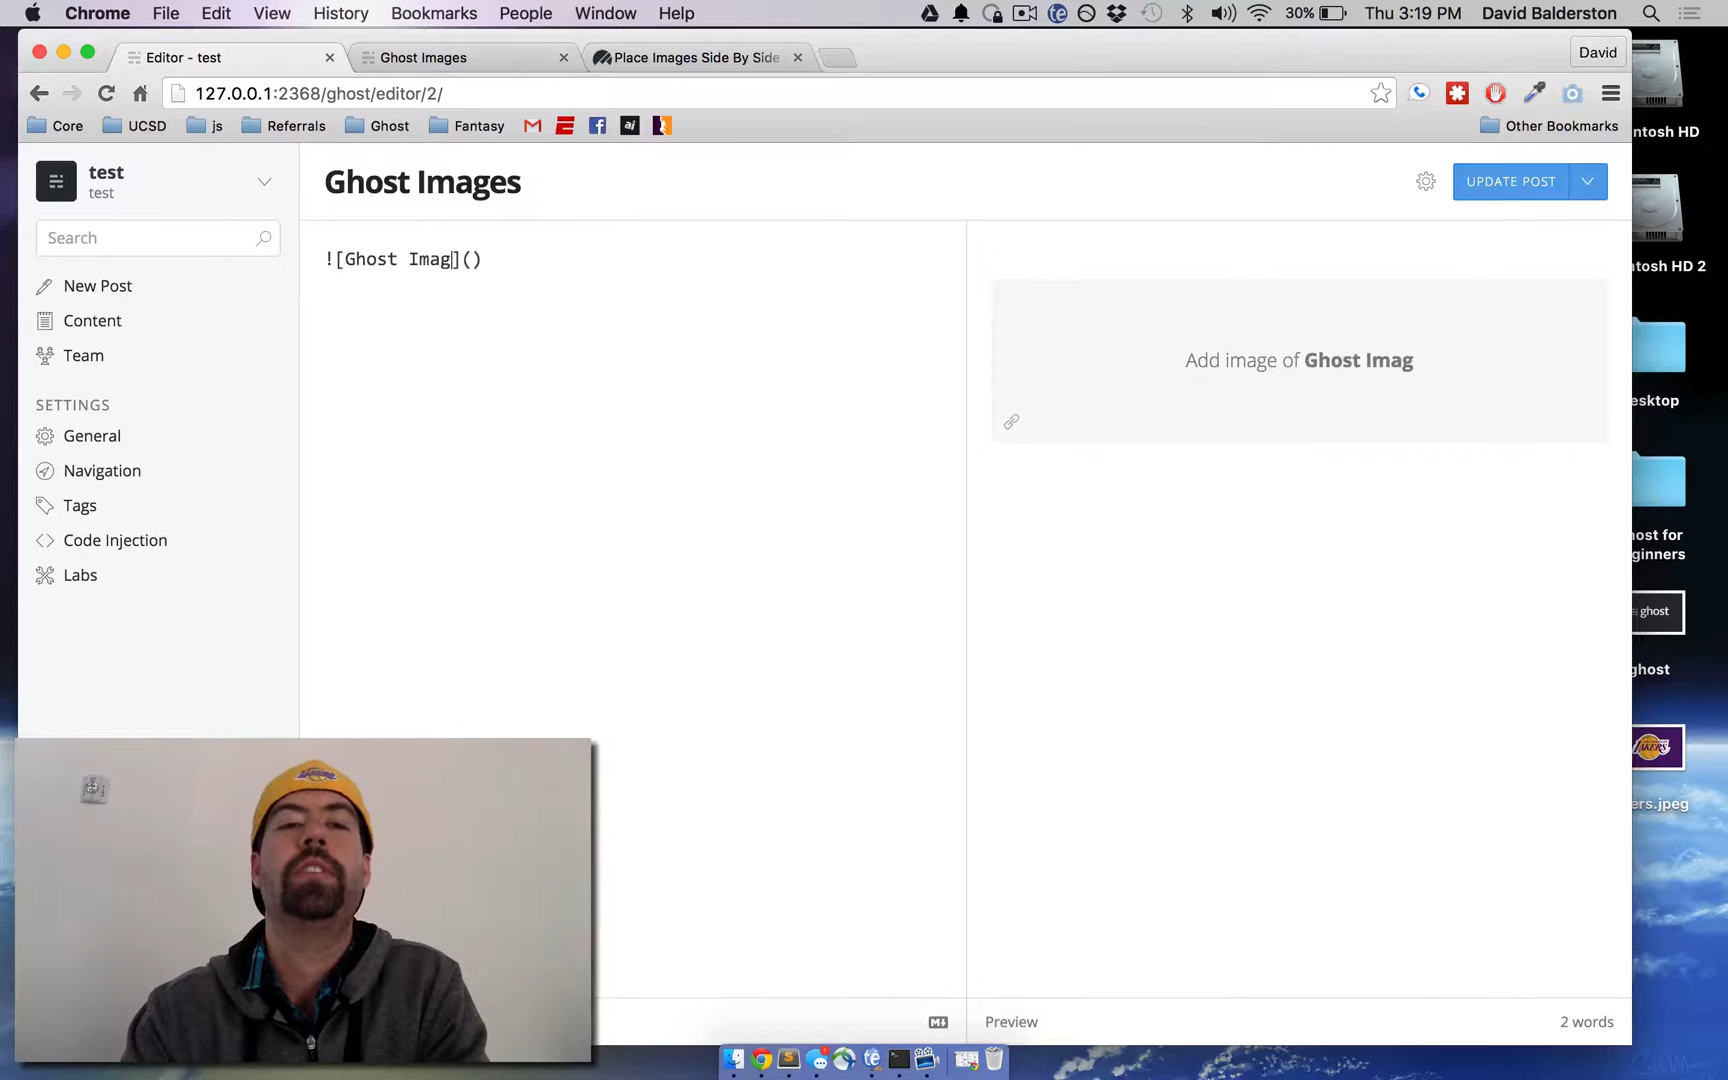 Chrome File Edit View History Bookmarks People Window Help 30% Thu 3:19 PM David Balderston
Editor - test Ghost Images Place Images Side By Side David
127.0.0.1:2368/ghost/editor/2/
Core UCSD js Referrals Ghost Fantasy Other Bookmarks
test
test
Ghost Images
UPDATE POST
Search
![Ghost Imag]()
New Post
Content
Team
SETTINGS
General
Navigation
Tags
Code Injection
Labs
Add image of Ghost Imag
Preview
2 words
ntosh HD
ntosh HD 2
esktop
host for
ginners
ghost
ghost
LAKERS
ers.jpeg